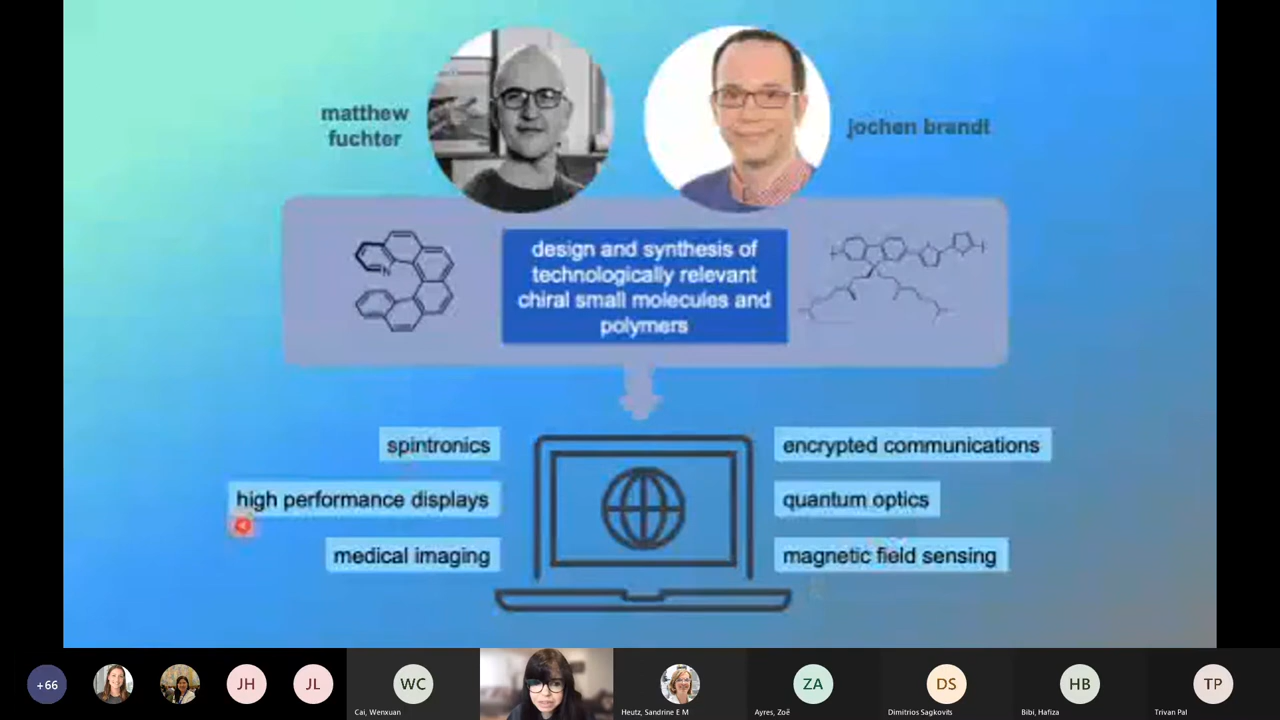 matthew
fuchter
jochen brandt
N
design and synthesis of
technologically relevant
chiral small molecules and
polymers
spintronics
high performance displays
medical imaging
encrypted communications
quantum optics
magnetic field sensing
+66
JH
JL
WC
ZA
DS
HB
TP
Cai, Wenxuan
Heutz, Sandrine E M
Ayres, Zoë
Dimitrios Sagkovits
Bibi, Hafiza
Trivan Pal